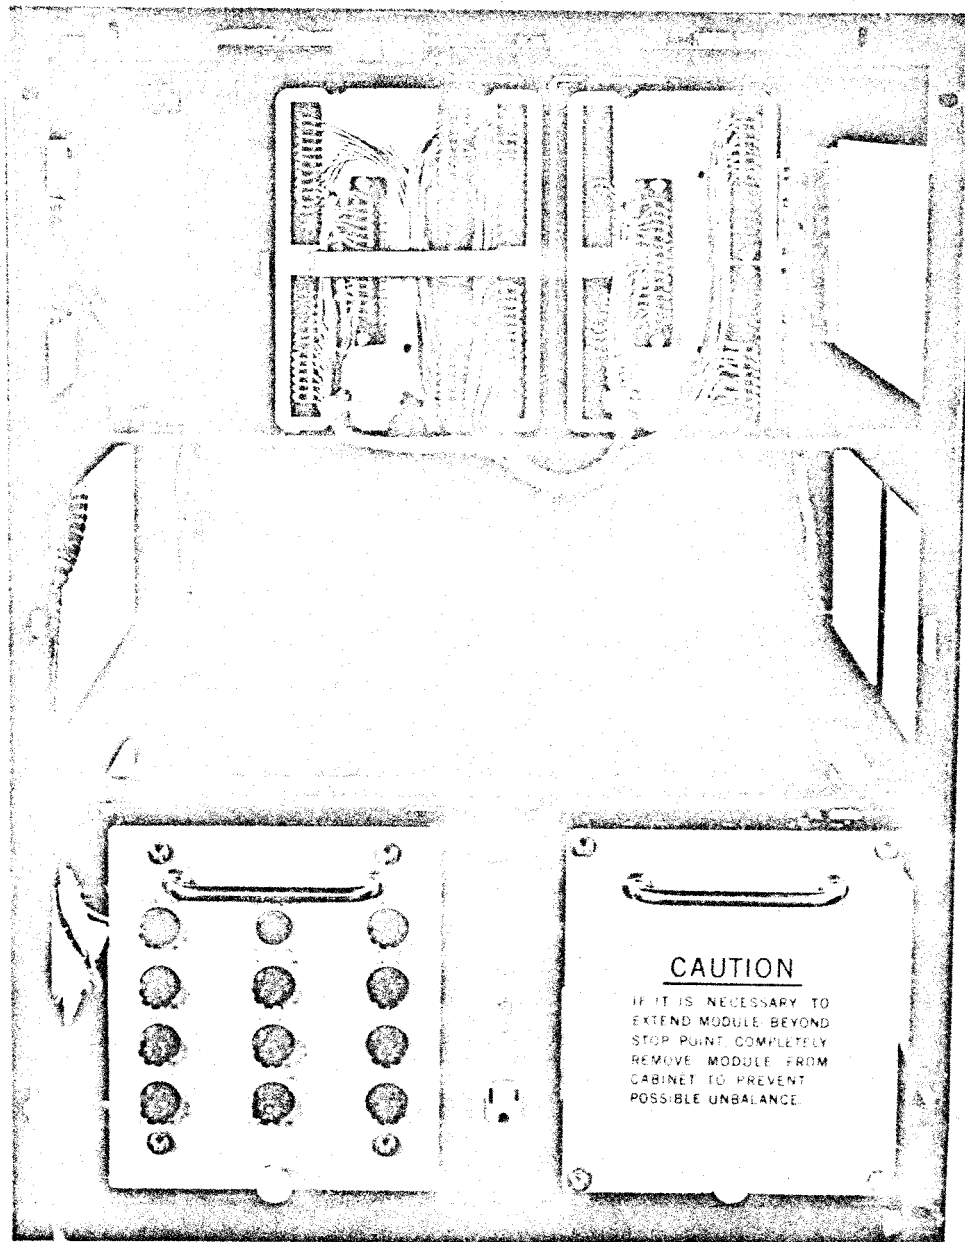 CAUTION
IF IT IS NECESSARY TO
EXTEND MODULE BEYOND
STOP POINT COMPLETELY
REMOVE MODULE FROM
CABINET TO PREVENT
POSSIBLE UNBALANCE.